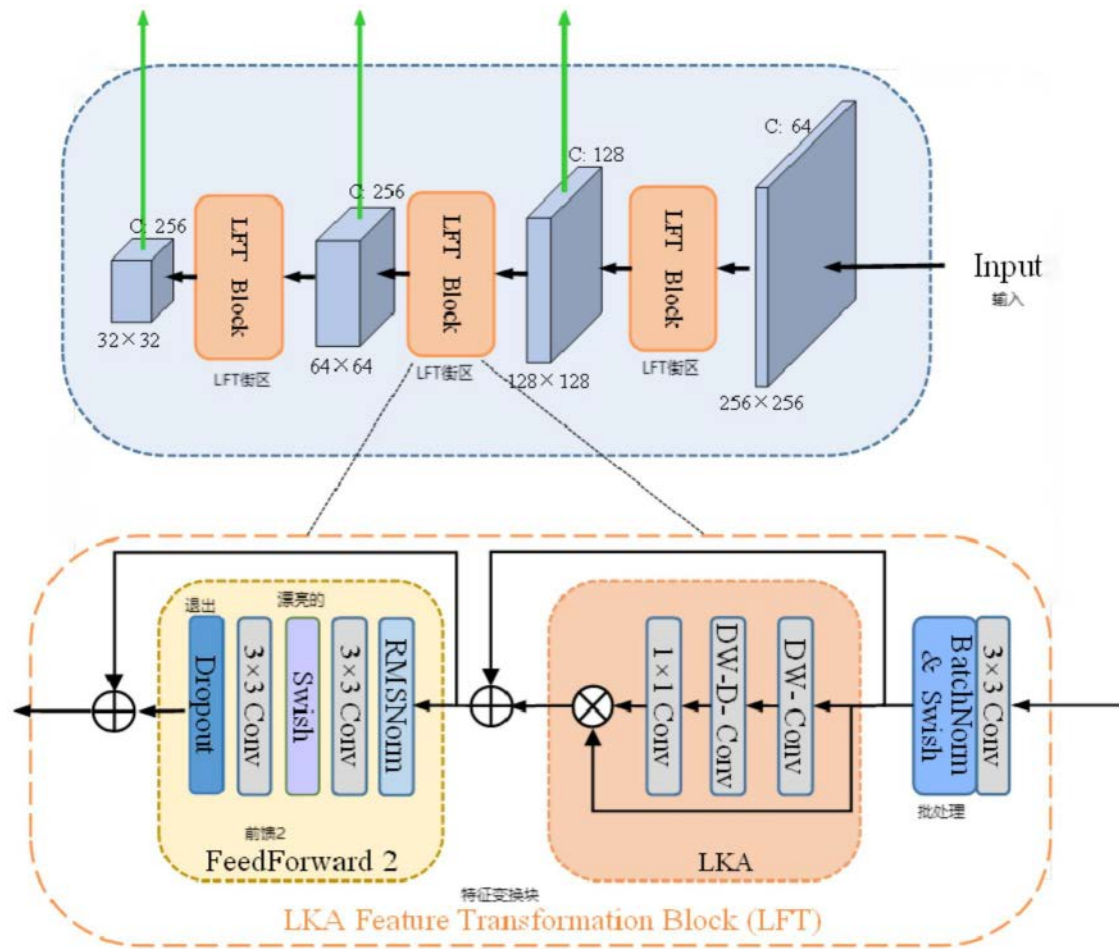 C: 64
C: 128
C: 256
C: 256
LFT Block
LFT Block
LFT Block
Input
输入
32×32
64×64
128×128
256×256
LFT街区
LFT街区
LFT街区
退出
漂亮的
Dropout
3×3 Conv
Swish
3×3 Conv
RMSNorm
1×1 Conv
DW-D-Conv
DW-Conv
BatchNorm
& Swish
3×3 Conv
批处理
前馈2
FeedForward 2
LKA
特征变换块
LKA Feature Transformation Block (LFT)